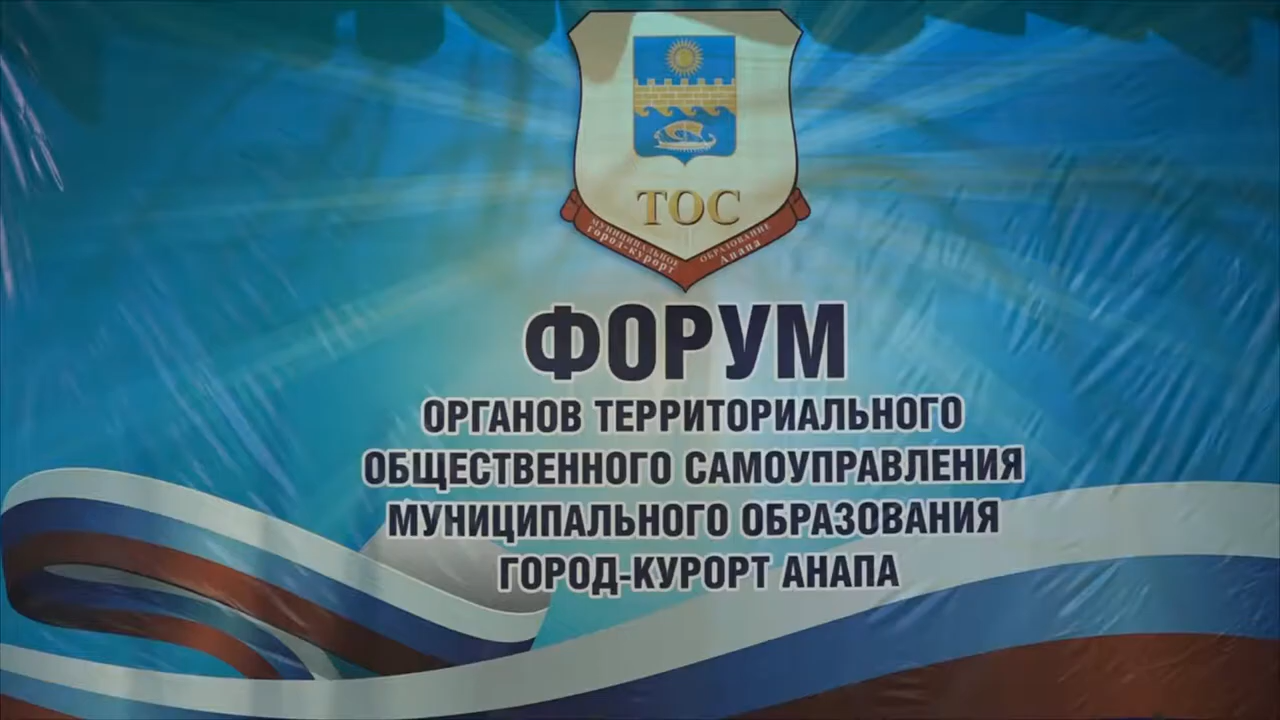 ТОС
МУНИЦИПАЛЬНОЕ ОБРАЗОВАНИЕ
город-курорт Анапа
ФОРУМ
ОРГАНОВ ТЕРРИТОРИАЛЬНОГО
ОБЩЕСТВЕННОГО САМОУПРАВЛЕНИЯ
МУНИЦИПАЛЬНОГО ОБРАЗОВАНИЯ
ГОРОД-КУРОРТ АНАПА